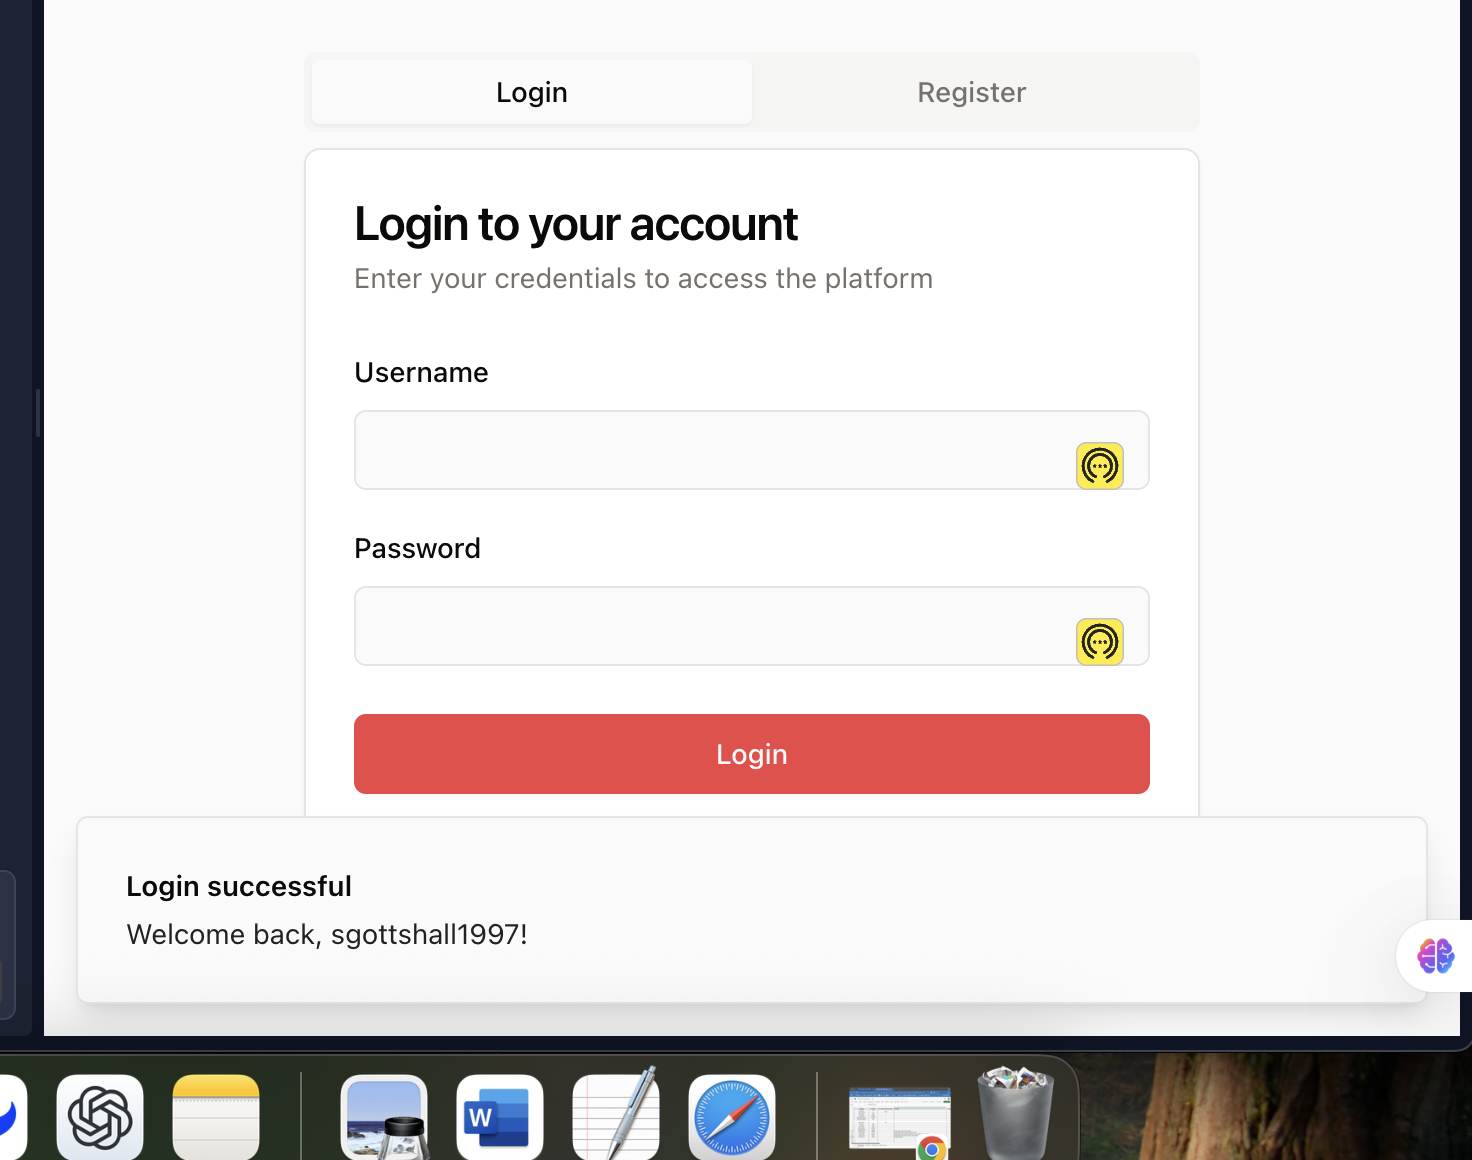 Login
Register
Login to your account
Enter your credentials to access the platform
Username
Password
Login
Login successful
Welcome back, sgottshall1997!
W